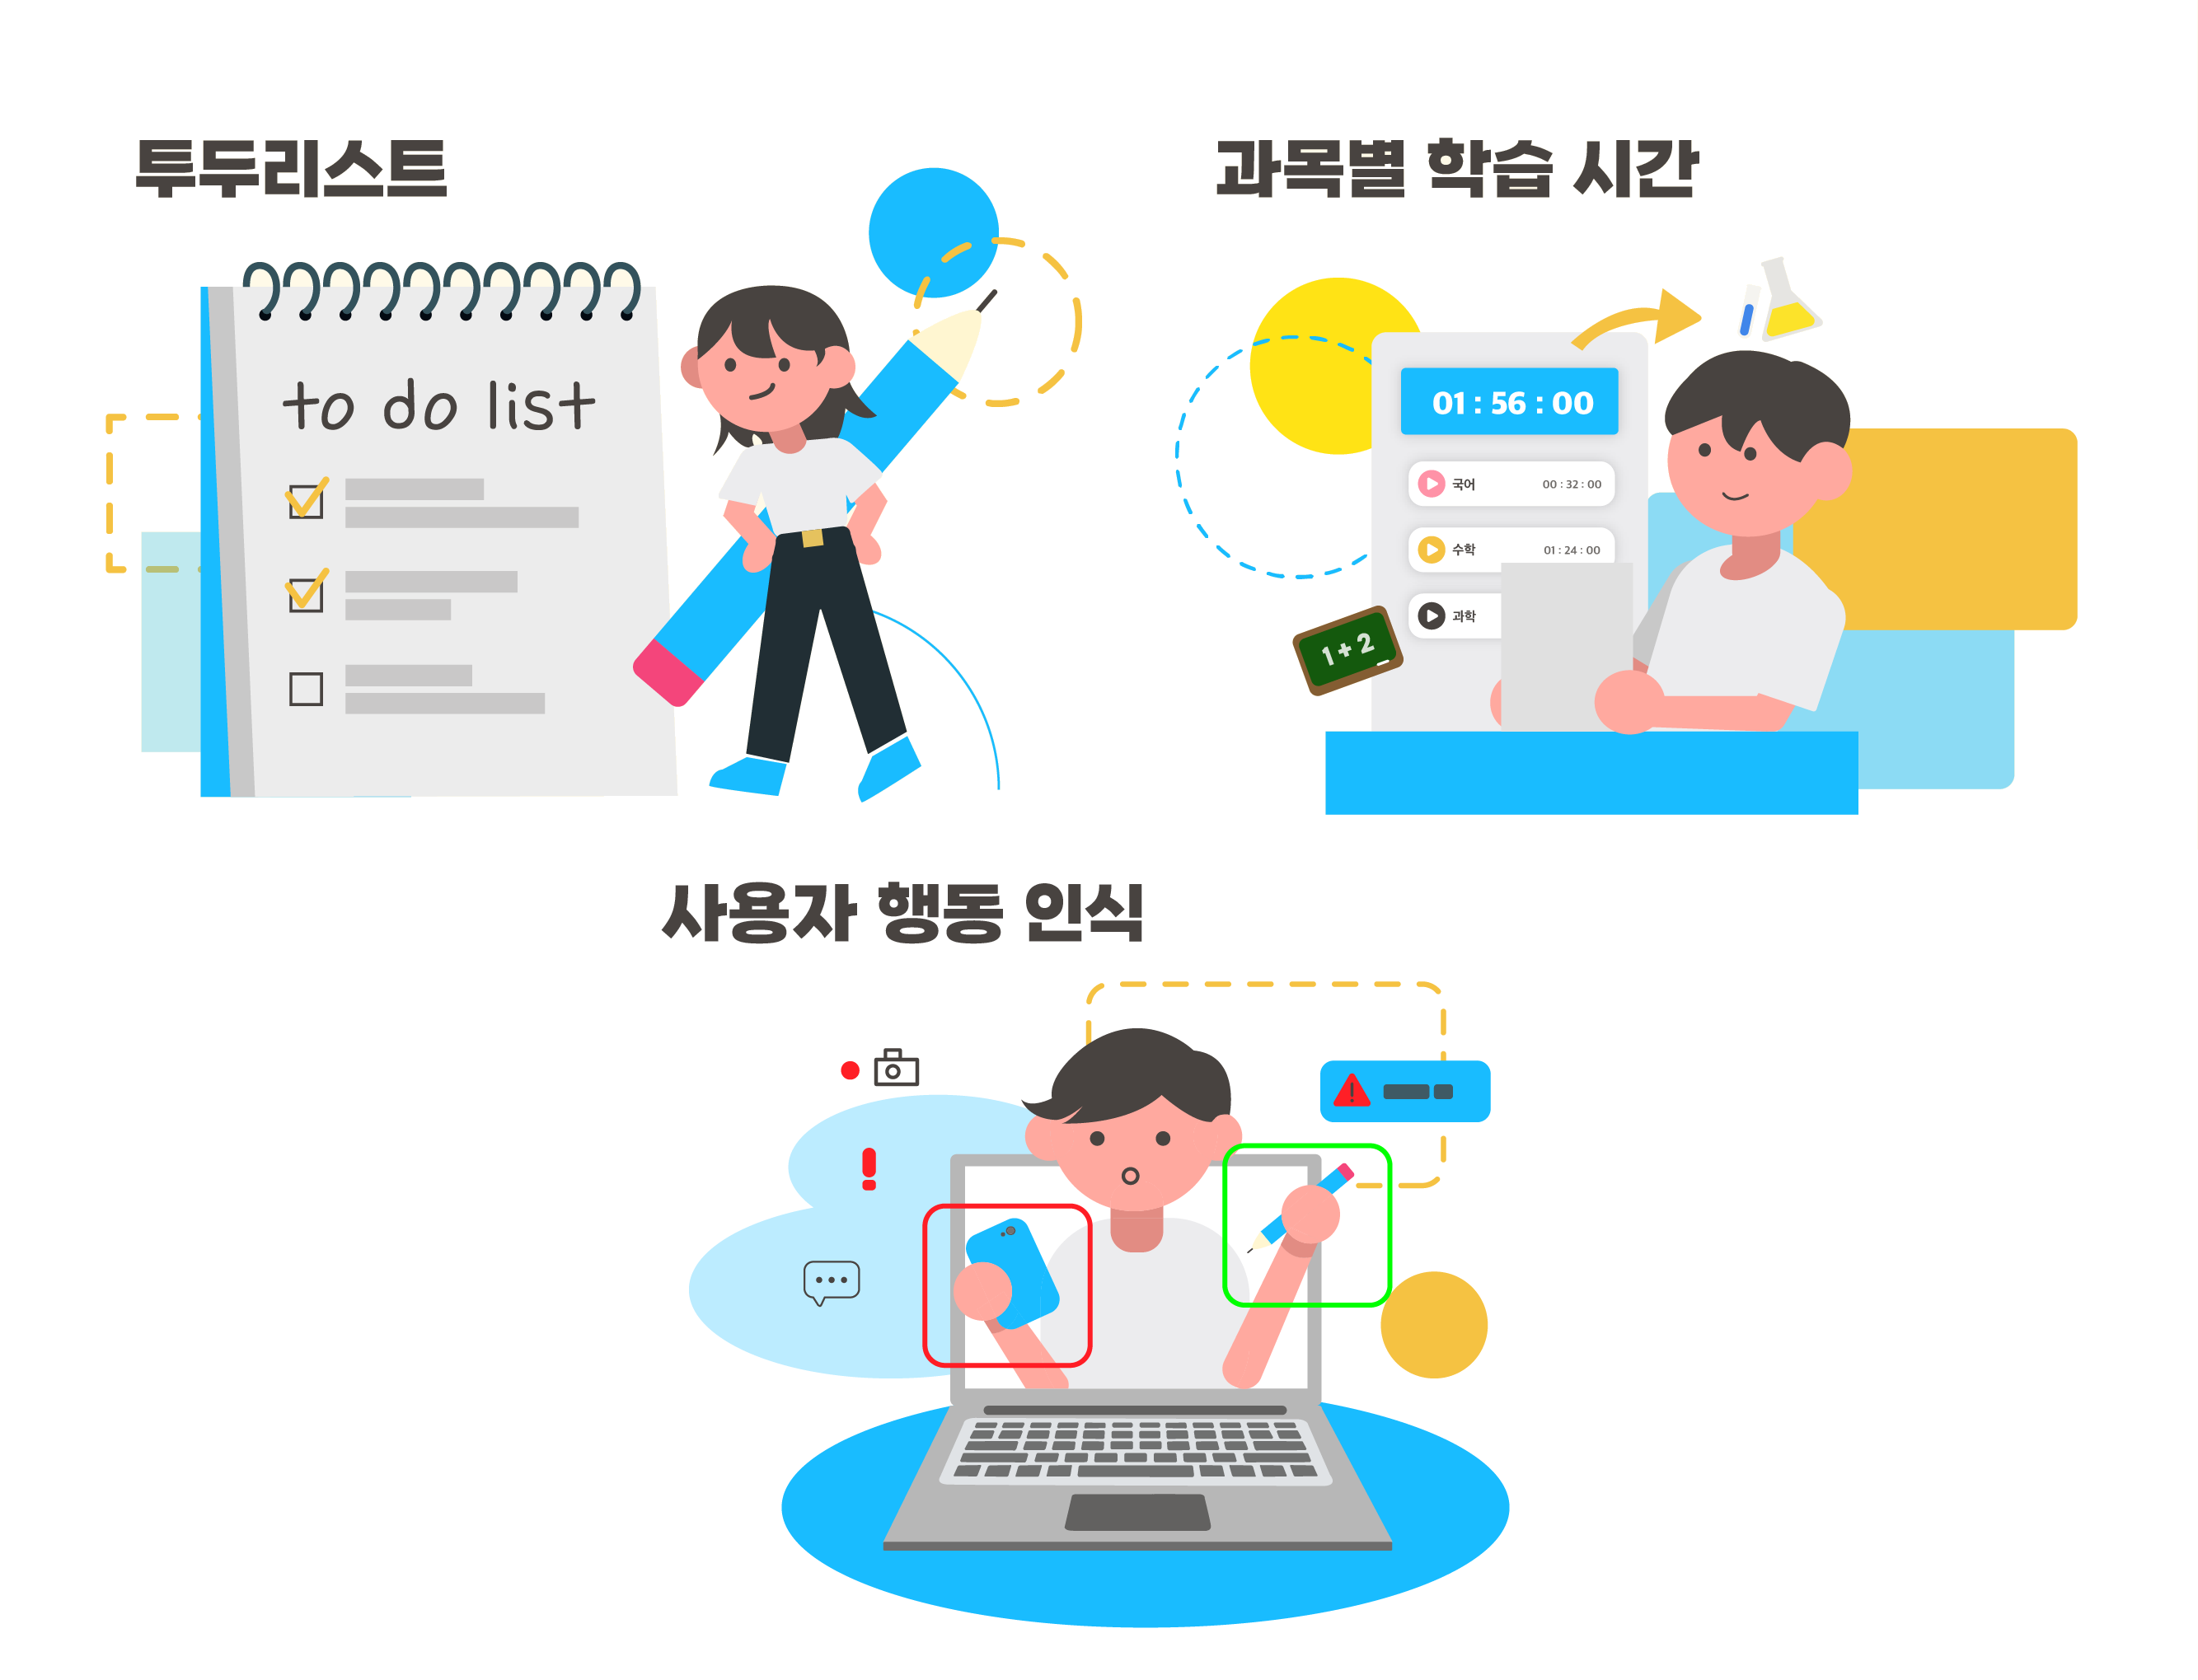 투두리스트
to do list
과목별 학습 시간
01 : 56 : 00
국어 00 : 32 : 00
수학 01 : 24 : 00
과학
1 + 2
사용자 행동 인식